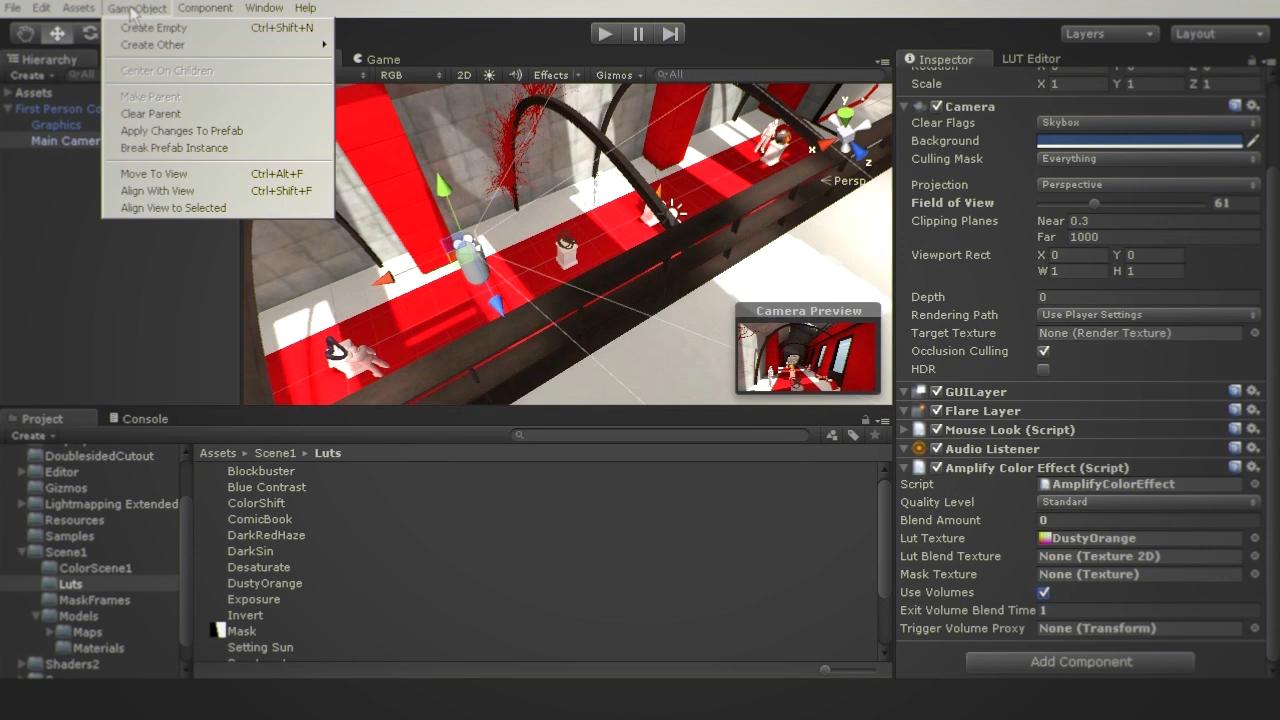 File Edit Assets GameObject Component Window Help
Create Empty Ctrl+Shift+N
Create Other
Center On Children
Make Parent
Clear Parent
Apply Changes To Prefab
Break Prefab Instance
Move To View Ctrl+Alt+F
Align With View Ctrl+Shift+F
Align View to Selected
Layers Layout
Hierarchy
Create All
Assets
First Person Co
Graphics
Main Camer
Game
RGB 2D Effects Gizmos All
y
x
z
Persp
Camera Preview
Inspector LUT Editor
Scale X 1 Y 1 Z 1
Camera
Clear Flags Skybox
Background
Culling Mask Everything
Projection Perspective
Field of View 61
Clipping Planes Near 0.3
Far 1000
Viewport Rect X 0 Y 0
W 1 H 1
Depth 0
Rendering Path Use Player Settings
Target Texture None (Render Texture)
Occlusion Culling
HDR
GUILayer
Flare Layer
Mouse Look (Script)
Audio Listener
Amplify Color Effect (Script)
Script AmplifyColorEffect
Quality Level Standard
Blend Amount 0
Lut Texture DustyOrange
Lut Blend Texture None (Texture 2D)
Mask Texture None (Texture)
Use Volumes
Exit Volume Blend Time 1
Trigger Volume Proxy None (Transform)
Add Component
Project Console
Create
DoublesidedCutout
Editor
Gizmos
Lightmapping Extended
Resources
Samples
Scene1
ColorScene1
Luts
MaskFrames
Models
Maps
Materials
Shaders2
Assets Scene1 Luts
Blockbuster
Blue Contrast
ColorShift
ComicBook
DarkRedHaze
DarkSin
Desaturate
DustyOrange
Exposure
Invert
Mask
Setting Sun